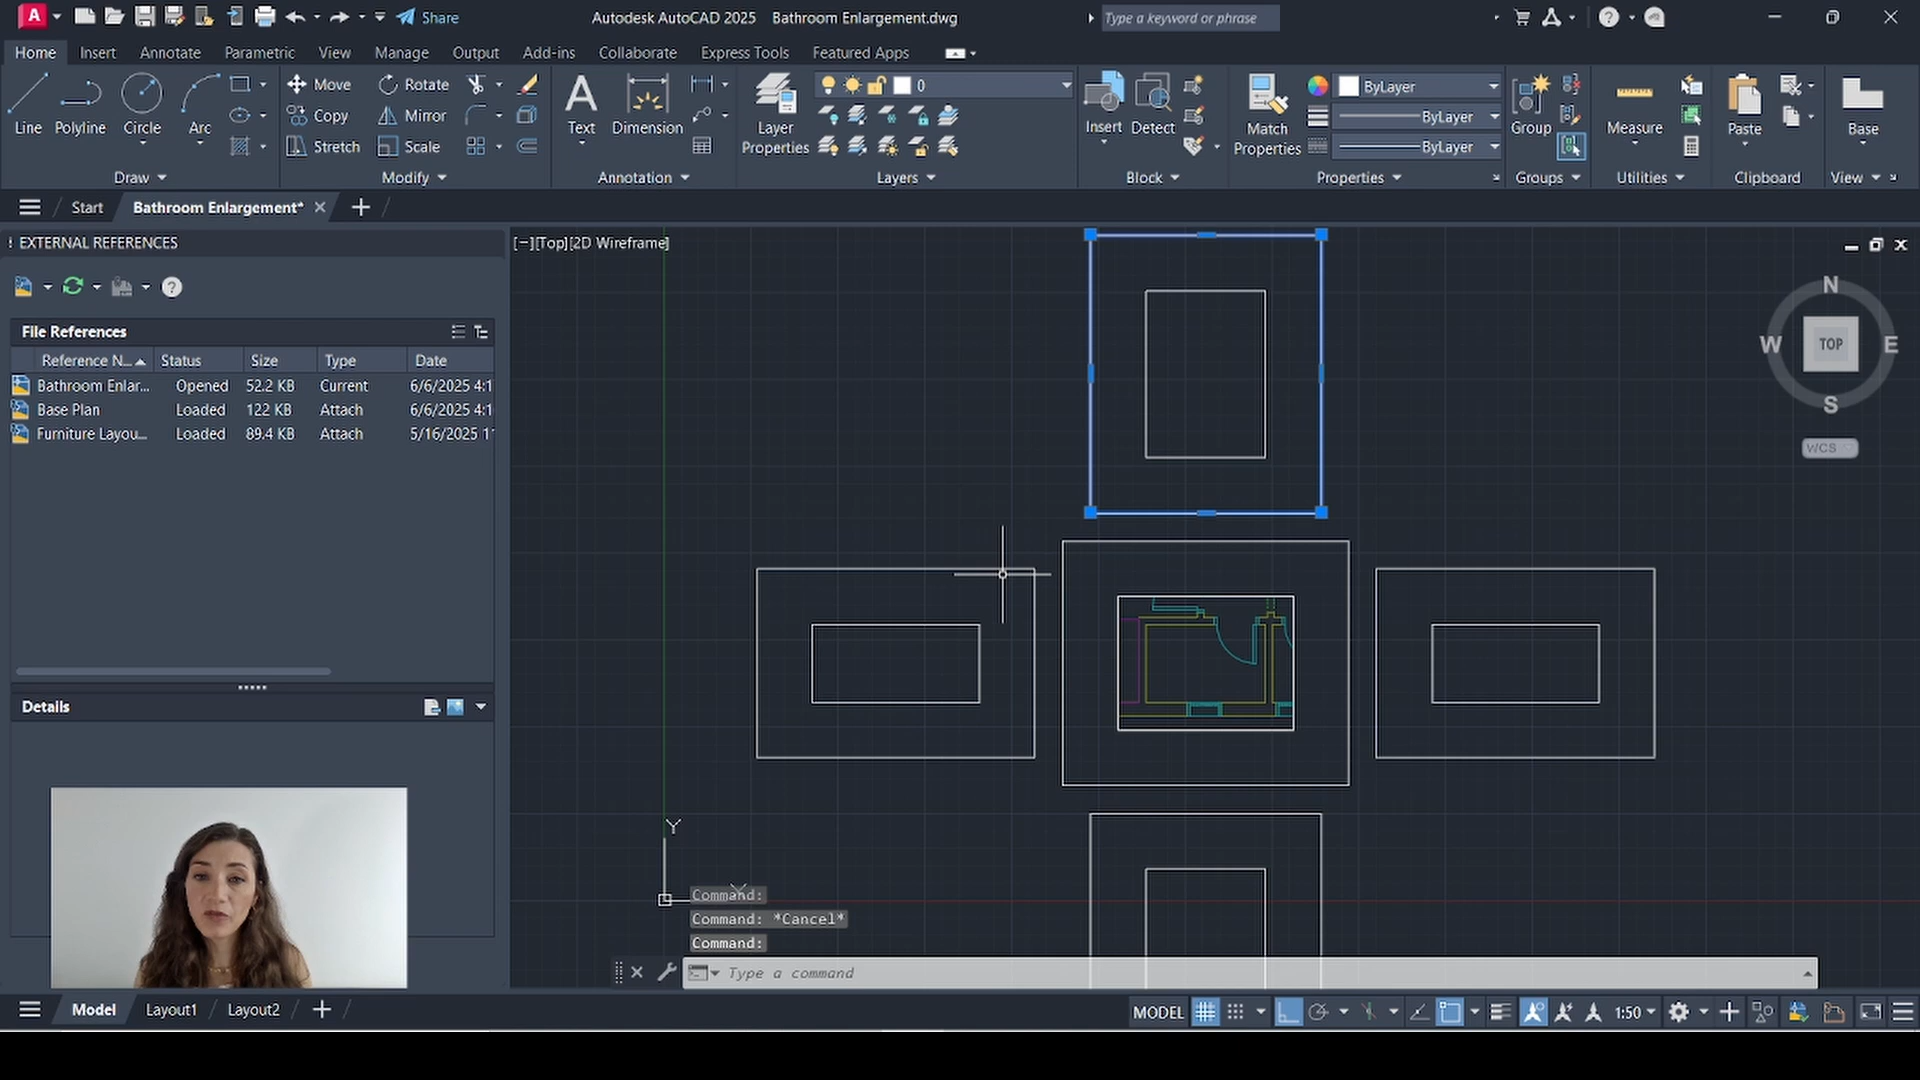 A Share Autodesk AutoCAD 2025 Bathroom Enlargement.dwg Type a keyword or phrase
Home Insert Annotate Parametric View Manage Output Add-ins Collaborate Express Tools Featured Apps
Line Polyline Circle Arc
Move Rotate
Copy Mirror
Stretch Scale
Text Dimension
Layer Properties
0
Insert Detect
Match Properties
ByLayer
ByLayer
ByLayer
Group Measure Paste Base
Draw Modify Annotation Layers Block Properties Groups Utilities Clipboard View
Start Bathroom Enlargement*
EXTERNAL REFERENCES
[−][Top][2D Wireframe]
File References
Reference N... Status Size Type Date
Bathroom Enlar... Opened 52.2 KB Current 6/6/2025 4:1
Base Plan Loaded 122 KB Attach 6/6/2025 4:1
Furniture Layou... Loaded 89.4 KB Attach 5/16/2025 1
Details
N
W TOP E
S
WCS
Y
Command:
Command: *Cancel*
Command:
Type a command
Model Layout1 Layout2
MODEL 1:50